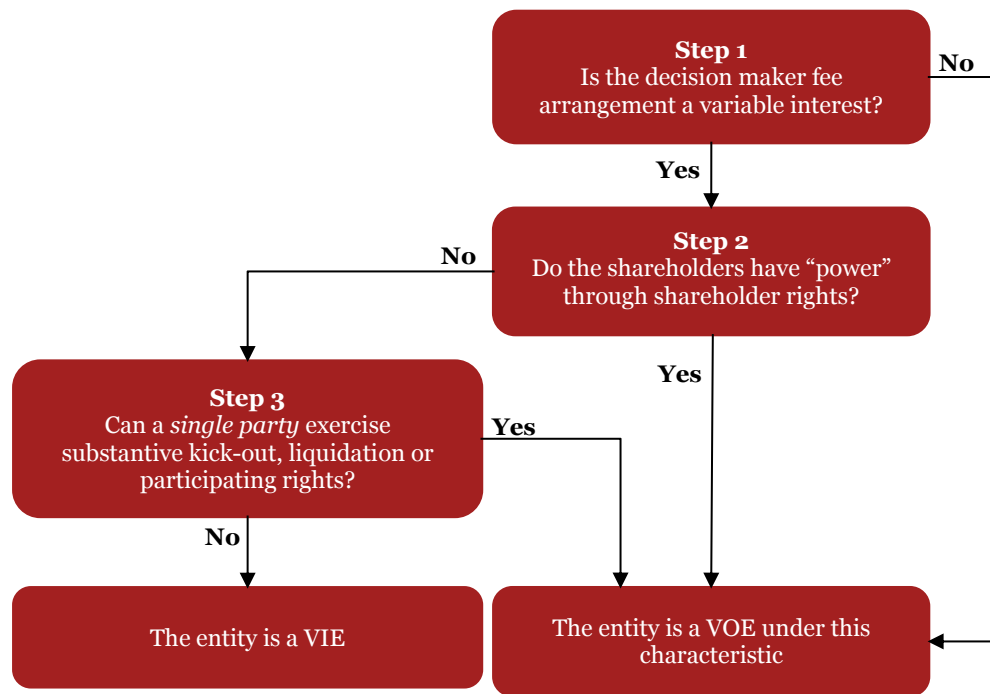 Step 1
Is the decision maker fee
arrangement a variable interest?
No
Yes
Step 2
Do the shareholders have “power”
through shareholder rights?
No
Yes
Step 3
Can a single party exercise
substantive kick-out, liquidation or
participating rights?
Yes
No
The entity is a VIE
The entity is a VOE under this
characteristic